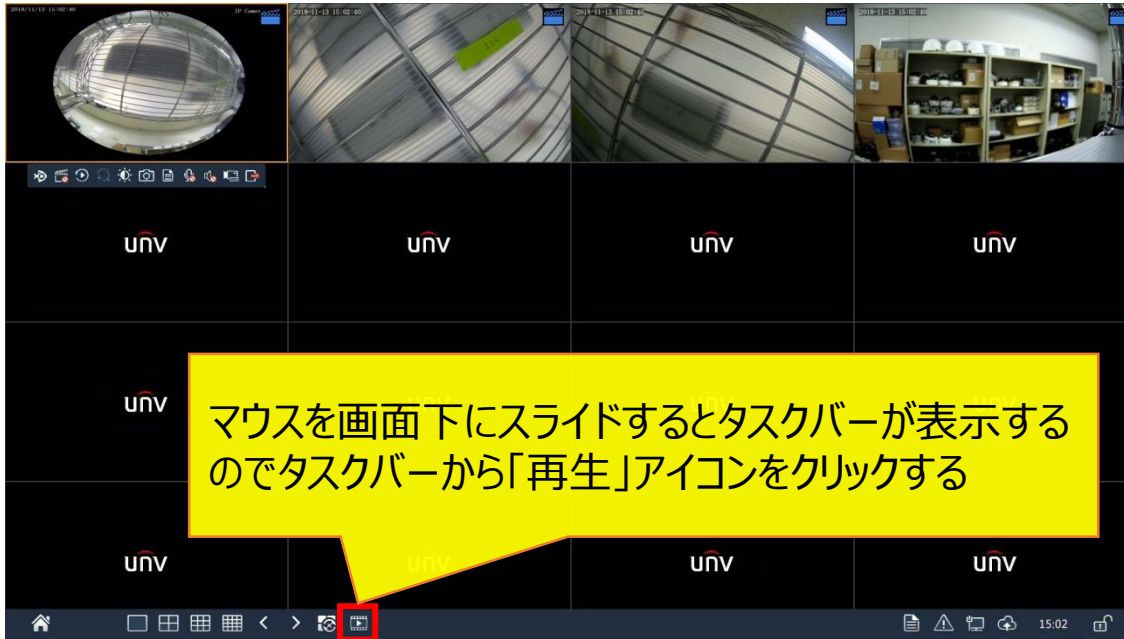 2018/11/13 15:02:40
IP Camer
2018-11-13 15:02:40
2018-11-13 15:02:40
2018-11-13 15:02:40
unv
unv
unv
unv
unv
マウスを画面下にスライドするとタスクバーが表示する
のでタスクバーから「再生」アイコンをクリックする
unv
unv
unv
unv
15:02